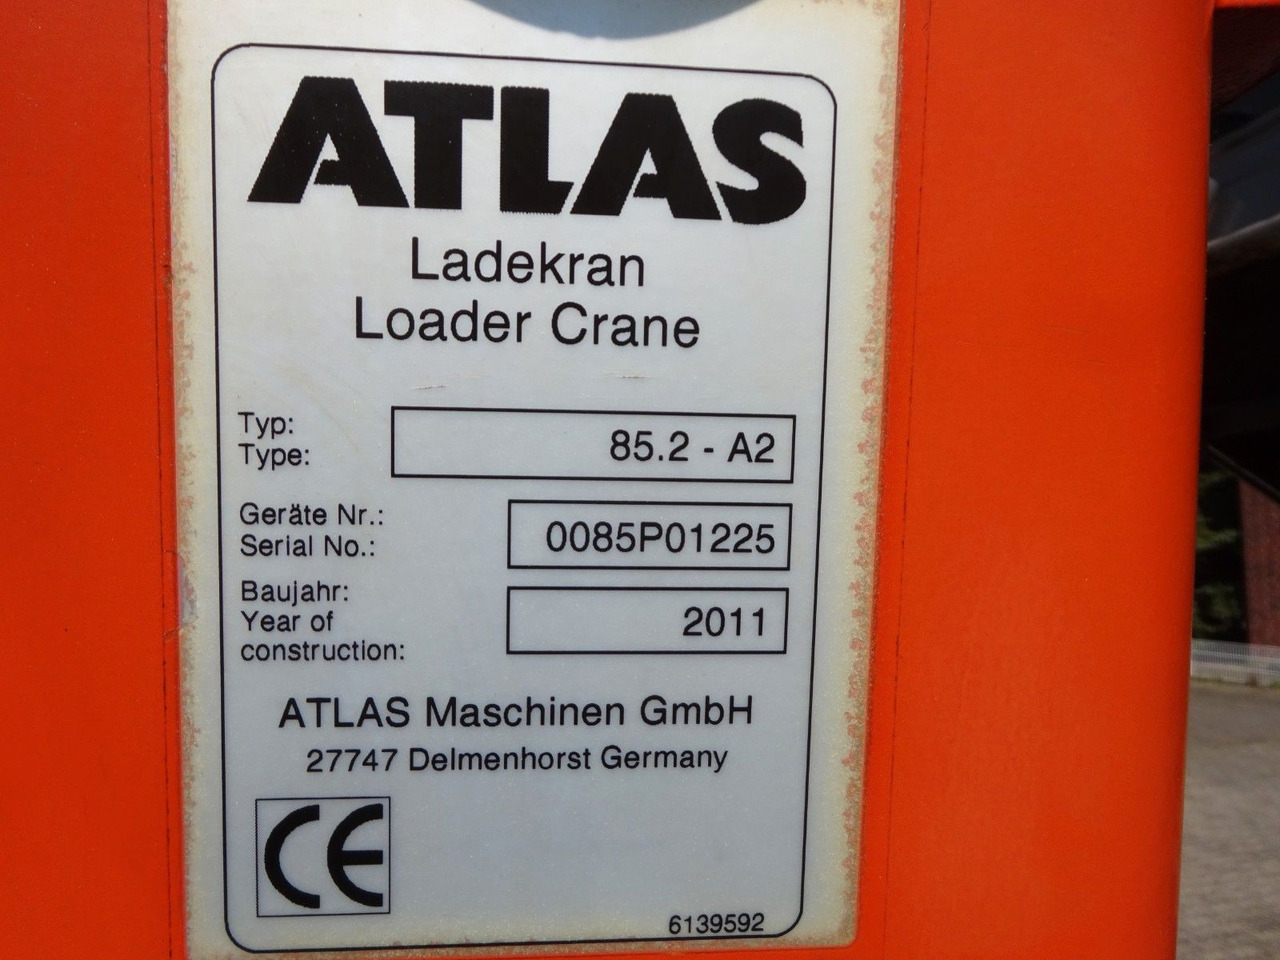 ATLAS
Ladekran
Loader Crane
Typ:
Type:
85.2 - A2
Geräte Nr.:
Serial No.:
0085P01225
Baujahr:
Year of
construction:
2011
ATLAS Maschinen GmbH
27747 Delmenhorst Germany
CE
6139592